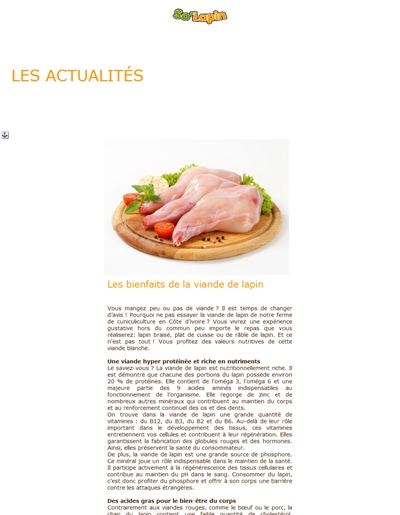 So'Lapin
LES ACTUALITÉS
Les bienfaits de la viande de lapin
Vous mangez peu ou pas de viande ? Il est temps de changer
d'avis ! Pourquoi ne pas essayer la viande de lapin de notre ferme
de cuniculiculture en Côte d'Ivoire ? Vous vivrez une expérience
gustative hors du commun peu importe le repas que vous
réaliserez: lapin braisé, plat de cuisse ou de râble de lapin. Et ce
n'est pas tout ! Vous profitez des valeurs nutritives de cette
viande blanche.
Une viande hyper protéinée et riche en nutriments
Le saviez-vous ? La viande de lapin est nutritionnellement riche. Il
est démontré que chacune des portions du lapin possède environ
20 % de protéines. Elle contient de l'oméga 3, l'oméga 6 et une
majeure partie des 9 acides aminés indispensables au
fonctionnement de l'organisme. Elle regorge de zinc et de
nombreux autres minéraux qui contribuent au maintien du corps
et au renforcement continuel des os et des dents.
On trouve dans la viande de lapin une grande quantité de
vitamines : du B12, du B3, du B2 et du B6. Au-delà de leur rôle
important dans le développement des tissus, ces vitamines
entretiennent vos cellules et contribuent à leur régénération. Elles
garantissent la fabrication des globules rouges et des hormones.
Ainsi, elles préservent la santé du consommateur.
De plus, la viande de lapin est une grande source de phosphore.
Ce minéral joue un rôle indispensable dans le maintien de la santé.
Il participe activement à la régénérescence des tissus cellulaires et
contribue au maintien du pH dans le sang. Consommer du lapin,
c'est donc profiter du phosphore et offrir à son corps une barrière
contre les attaques étrangères.
Des acides gras pour le bien-être du corps
Contrairement aux viandes rouges, comme le bœuf ou le porc, la
chair du lapin contient une faible quantité de cholestérol.